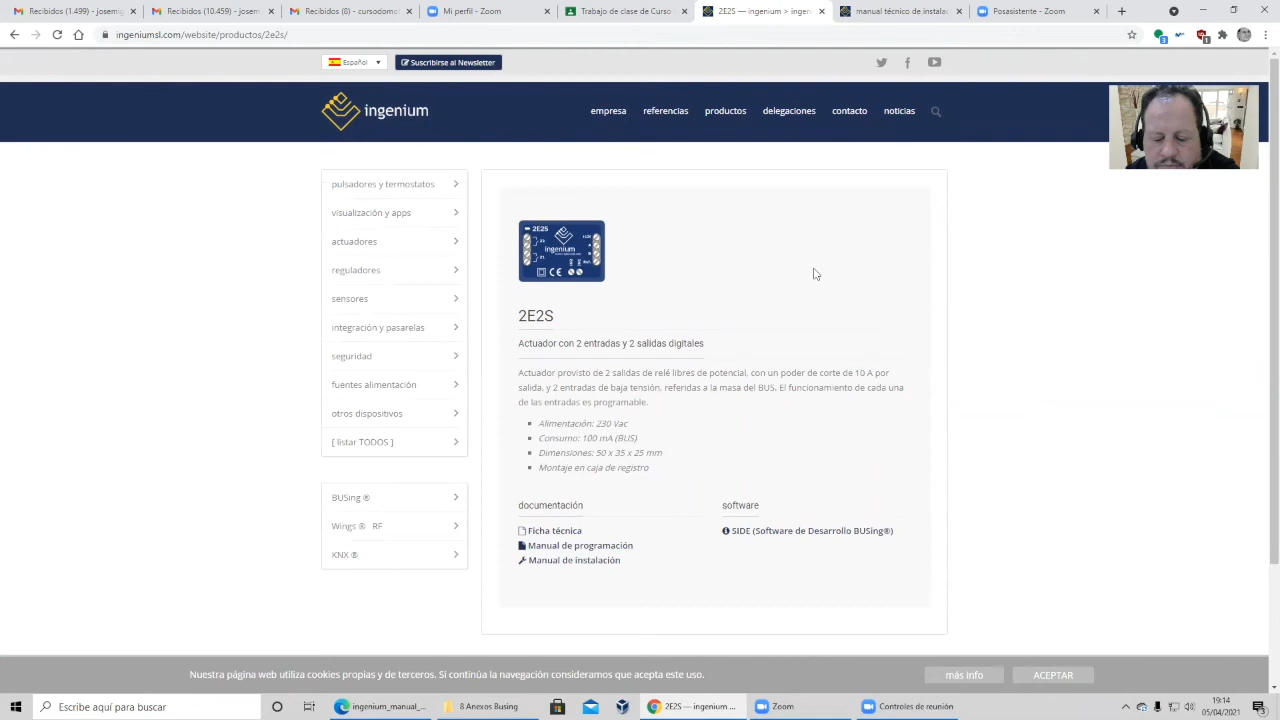 Recibidos (1.499) – josemig
Recibidos (10.459) – josem
Recibidos (8) – cursodomo
Mi perfil - Zoom
Trabajo de clase de Curso
2E2S — ingenium > ingen
manual técnico de instalac
Posasistente - Zoom
ingeniumsl.com/website/productos/2e2s/
Español
Suscribirse al Newsletter
ingenium
empresa
referencias
productos
delegaciones
contacto
noticias
pulsadores y termostatos
visualización y apps
actuadores
reguladores
sensores
integración y pasarelas
seguridad
fuentes alimentación
otros dispositivos
[ listar TODOS ]
BUSing ®
Wings ® RF
KNX ®
2E2S
ingenium
2E2S
Actuador con 2 entradas y 2 salidas digitales
Actuador provisto de 2 salidas de relé libres de potencial, con un poder de corte de 10 A por
salida, y 2 entradas de baja tensión, referidas a la masa del BUS. El funcionamiento de cada una
de las entradas es programable.
Alimentación: 230 Vac
Consumo: 100 mA (BUS)
Dimensiones: 50 x 35 x 25 mm
Montaje en caja de registro
documentación
Ficha técnica
Manual de programación
Manual de instalación
software
SIDE (Software de Desarrollo BUSing®)
Nuestra página web utiliza cookies propias y de terceros. Si continúa la navegación consideramos que acepta este uso.
más info
ACEPTAR
Escribe aquí para buscar
ingenium_manual_...
8 Anexos Busing
2E2S — ingenium ...
Zoom
Controles de reunión
19:14
05/04/2021